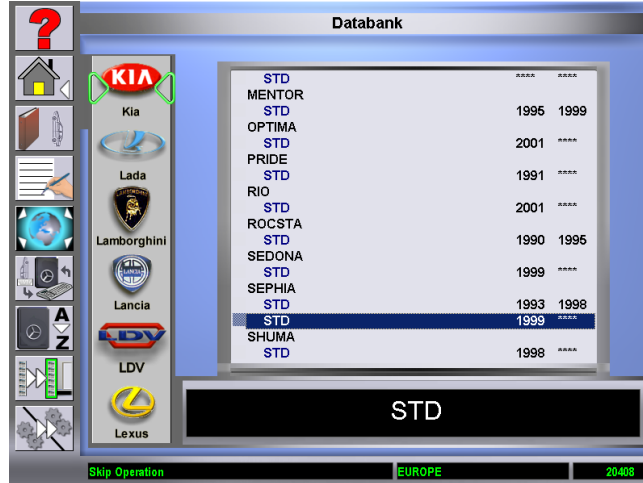 Databank
KIA
Kia
Lada
LAMBORGHINI
Lamborghini
LANCIA
Lancia
LDV
LDV
Lexus
A
Z
STD **** ****
MENTOR
STD 1995 1999
OPTIMA
STD 2001 ****
PRIDE
STD 1991 ****
RIO
STD 2001 ****
ROCSTA
STD 1990 1995
SEDONA
STD 1999 ****
SEPHIA
STD 1993 1998
STD 1999 ****
SHUMA
STD 1998 ****
STD
Skip Operation EUROPE 20408